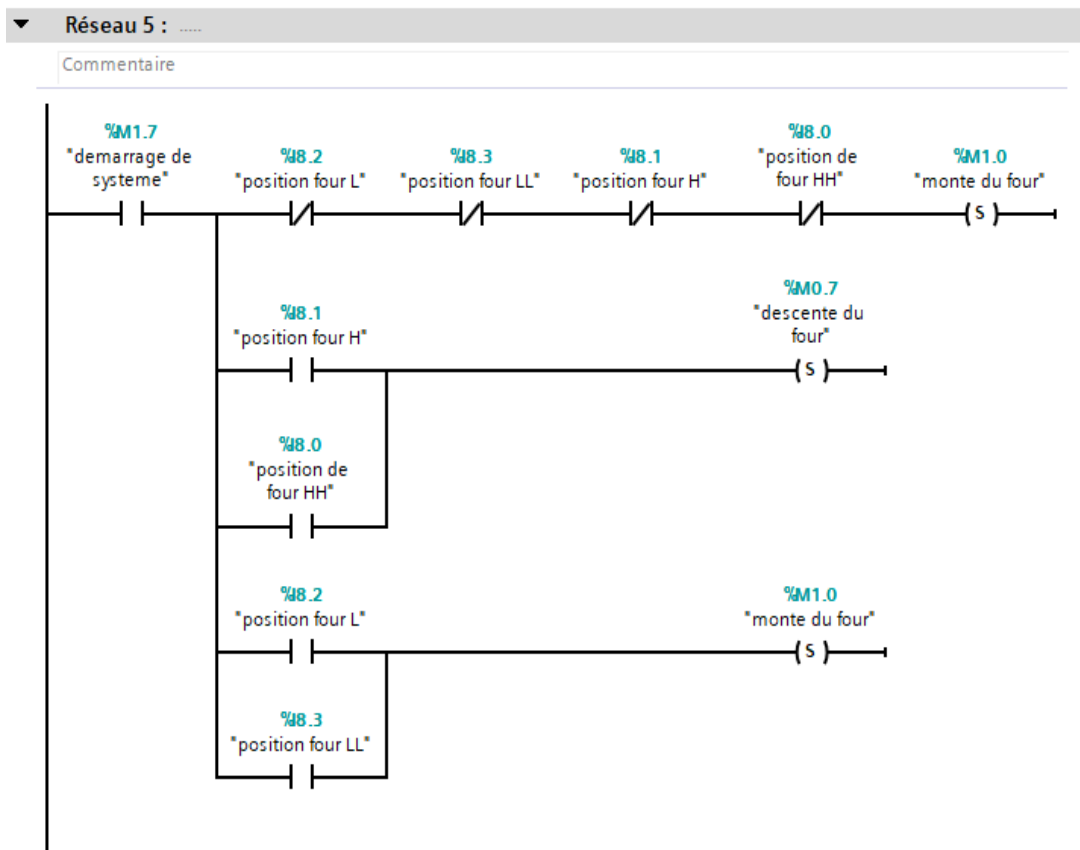 Réseau 5 : .....
Commentaire
%M1.7
"demarrage de
systeme"
%I8.2
"position four L"
%I8.3
"position four LL"
%I8.1
"position four H"
%I8.0
"position de
four HH"
%M1.0
"monte du four"
S
%I8.1
"position four H"
%M0.7
"descente du
four"
S
%I8.0
"position de
four HH"
%I8.2
"position four L"
%M1.0
"monte du four"
S
%I8.3
"position four LL"